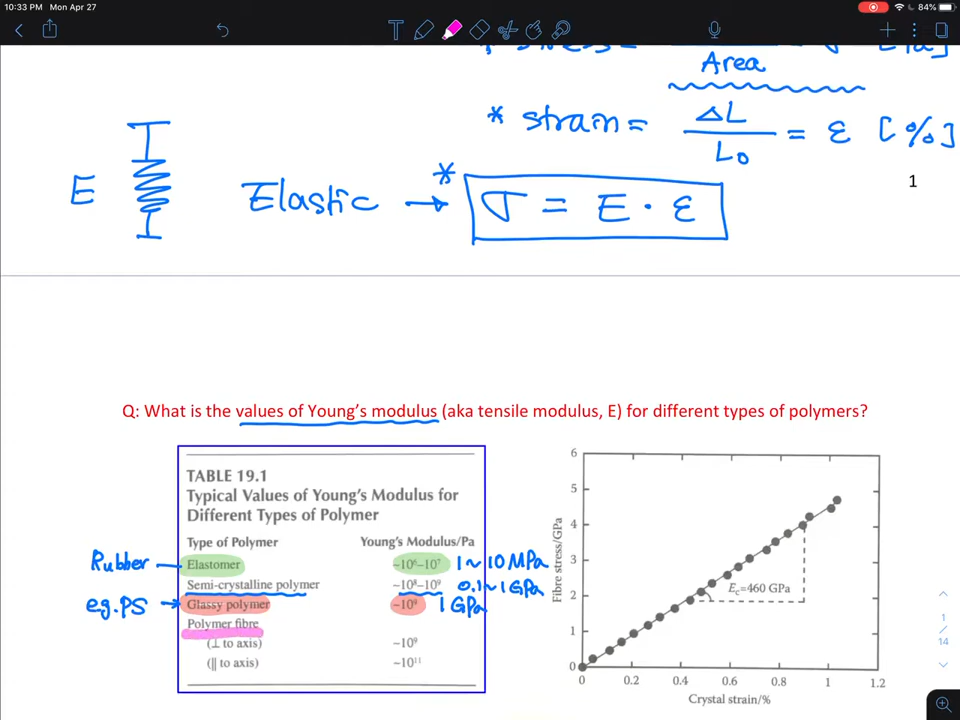 10:33 PM Mon Apr 27
84%
Area
* strain = ΔL / L₀ = ε [%]
1
E
Elastic → * σ = E · ε
Q: What is the values of Young's modulus (aka tensile modulus, E) for different types of polymers?
TABLE 19.1
Typical Values of Young's Modulus for
Different Types of Polymer
Type of Polymer Young's Modulus/Pa
Rubber Elastomer ~10⁶–10⁷ 1~10 MPa
Semi-crystalline polymer ~10⁸–10⁹ 0.1~1 GPa
eg. PS Glassy polymer ~10⁹ 1 GPa
Polymer fibre
(⊥ to axis) ~10⁹
(∥ to axis) ~10¹¹
Fibre stress/GPa
6
5
4
3
2
1
0
Ec=460 GPa
0 0.2 0.4 0.6 0.8 1 1.2
Crystal strain/%
1
/
14